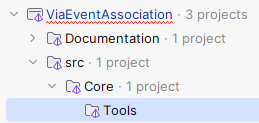 ViaEventAssociation · 3 projects
Documentation · 1 project
src · 1 project
Core · 1 project
Tools